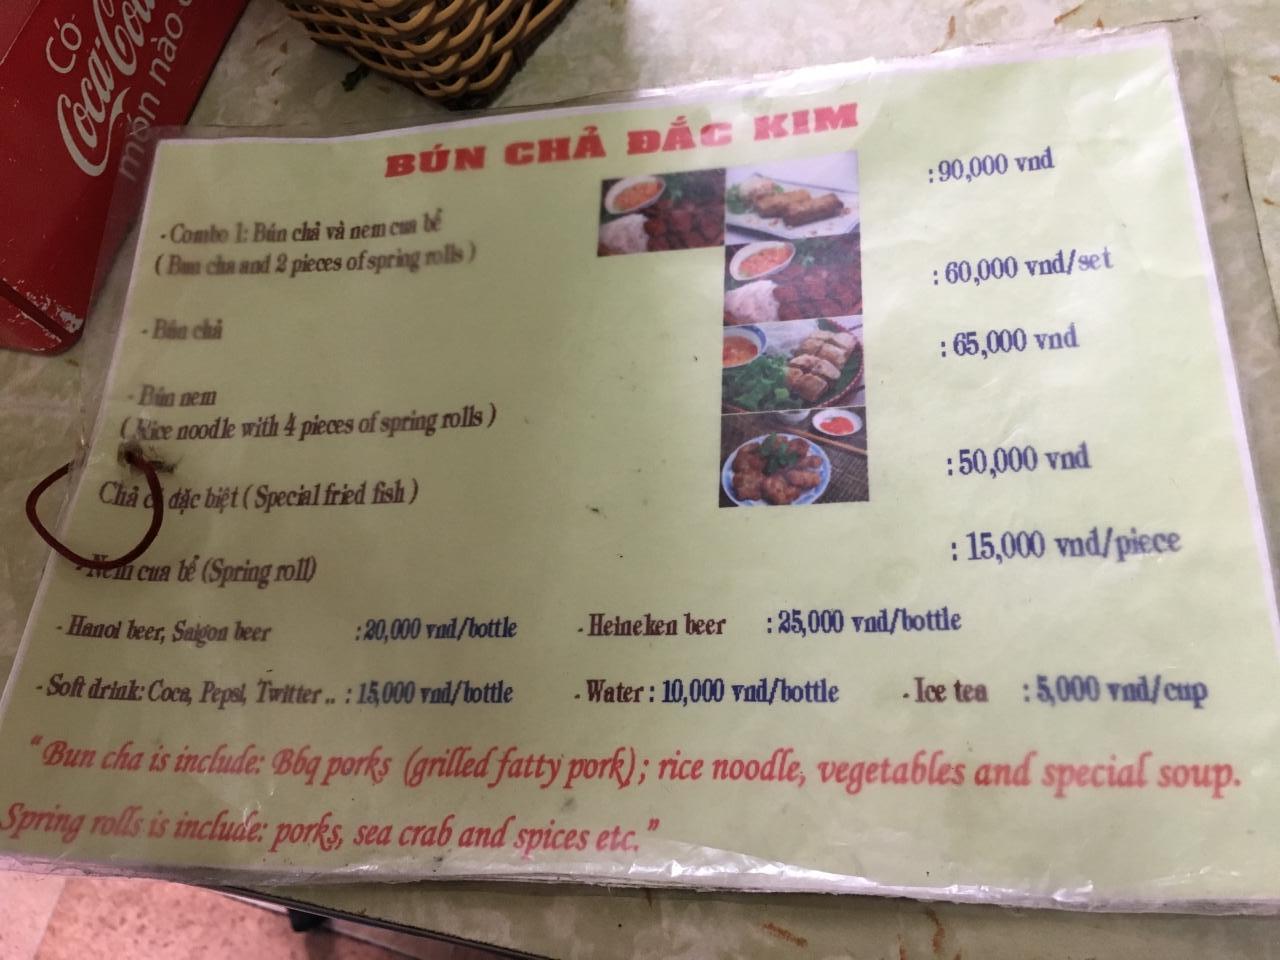 Có
Coca-Cola
món nào
BÚN CHẢ ĐẮC KIM
- Combo 1: Bún chả và nem cua bể : 90,000 vnd
( Bun cha and 2 pieces of spring rolls )
- Bún chả : 60,000 vnd/set
- Bún nem : 65,000 vnd
( Rice noodle with 4 pieces of spring rolls )
Chả cá đặc biệt ( Special fried fish ) : 50,000 vnd
- Nem cua bể (Spring roll) : 15,000 vnd/piece
- Hanoi beer, Saigon beer : 20,000 vnd/bottle - Heineken beer : 25,000 vnd/bottle
- Soft drink: Coca, Pepsi, Twitter .. : 15,000 vnd/bottle - Water : 10,000 vnd/bottle - Ice tea : 5,000 vnd/cup
“Bun cha is include: Bbq porks (grilled fatty pork); rice noodle, vegetables and special soup.
Spring rolls is include: porks, sea crab and spices etc.”